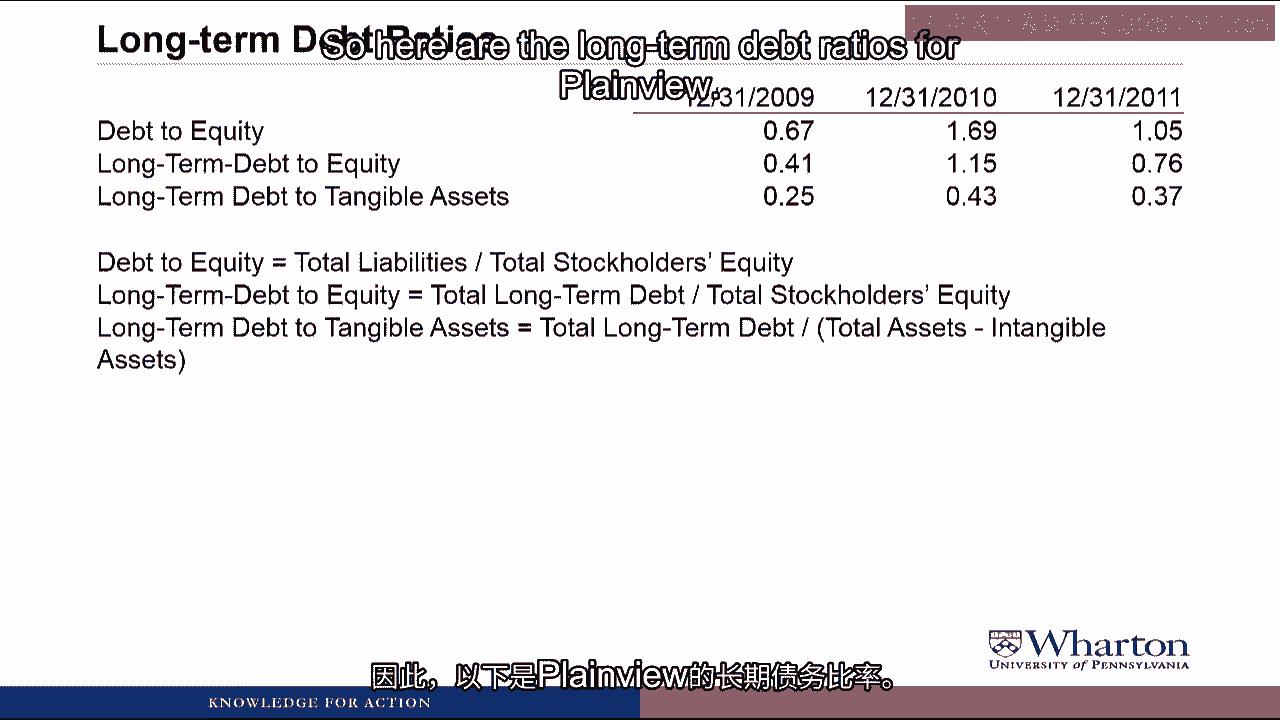 Long-term Debt Ratios
So here are the long-term debt ratios for
Plainview.
12/31/2009 12/31/2010 12/31/2011
Debt to Equity 0.67 1.69 1.05
Long-Term-Debt to Equity 0.41 1.15 0.76
Long-Term Debt to Tangible Assets 0.25 0.43 0.37
Debt to Equity = Total Liabilities / Total Stockholders’ Equity
Long-Term-Debt to Equity = Total Long-Term Debt / Total Stockholders’ Equity
Long-Term Debt to Tangible Assets = Total Long-Term Debt / (Total Assets - Intangible
Assets)
Wharton
UNIVERSITY of PENNSYLVANIA
因此，以下是Plainview的长期债务比率。
KNOWLEDGE FOR ACTION